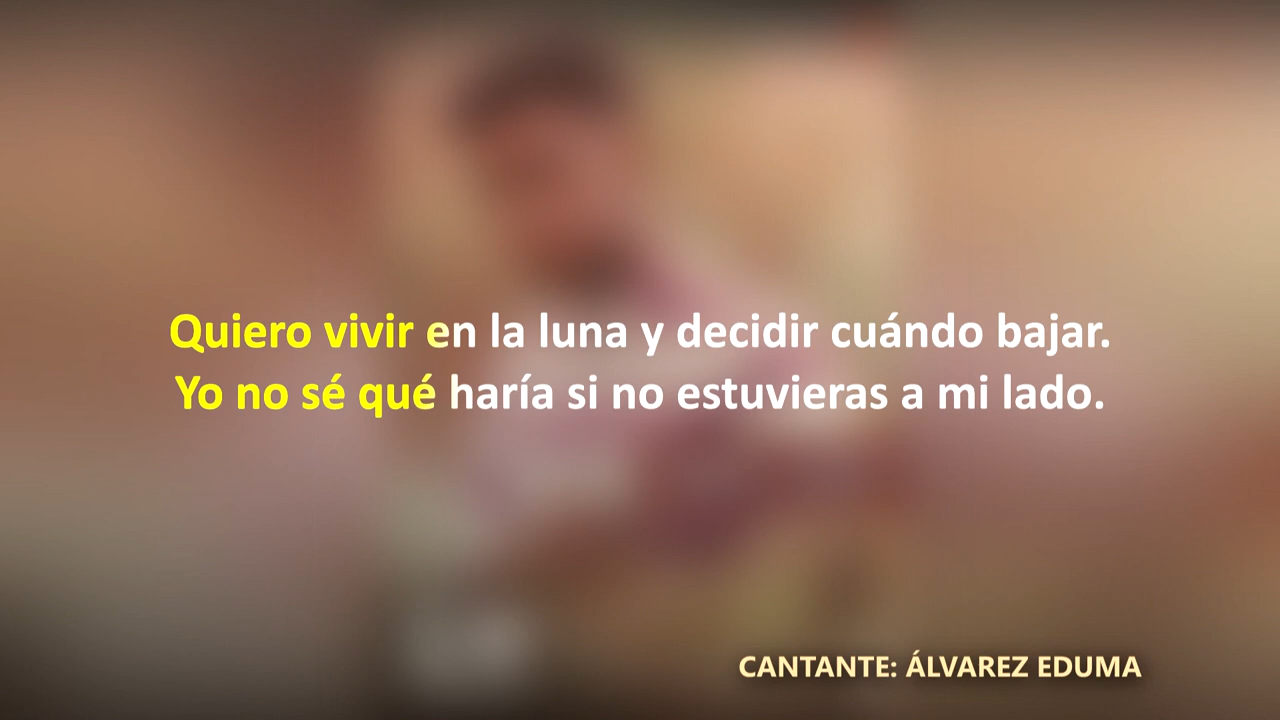 Quiero vivir en la luna y decidir cuándo bajar.
Yo no sé qué haría si no estuvieras a mi lado.
CANTANTE: ÁLVAREZ EDUMA